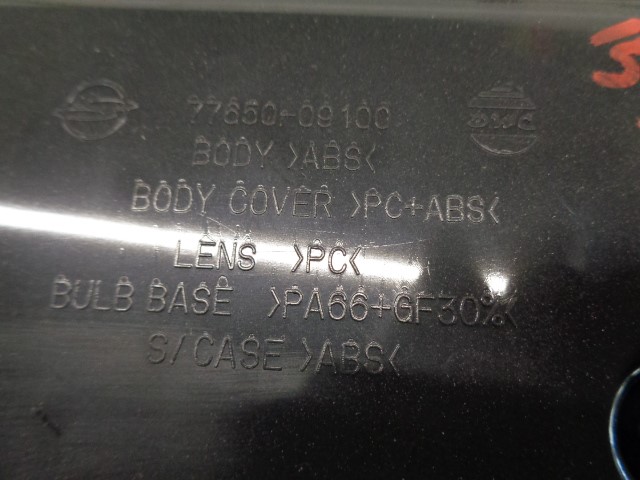 77650-09100
BODY >ABS<
BODY COVER >PC+ABS<
LENS >PC<
BULB BASE >PA66+GF30%<
S/CASE >ABS<